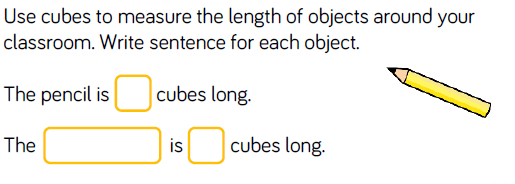 Use cubes to measure the length of objects around your
classroom. Write sentence for each object.
The pencil is cubes long.
The is cubes long.